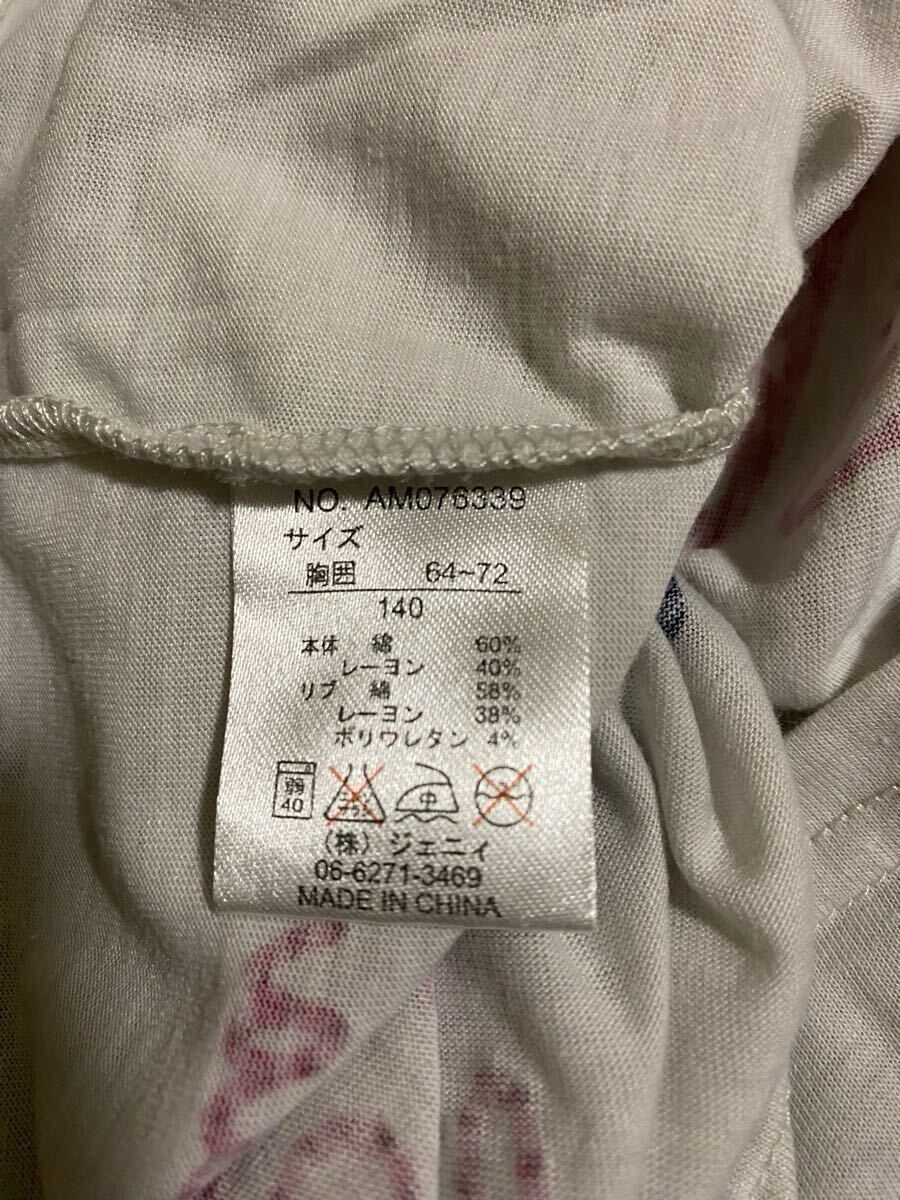 NO. AM076339
サイズ
胸囲 64~72
140
本体 綿 60%
レーヨン 40%
リブ 綿 58%
レーヨン 38%
ポリウレタン 4%
弱 中
40
(株) ジェニィ
06-6271-3469
MADE IN CHINA